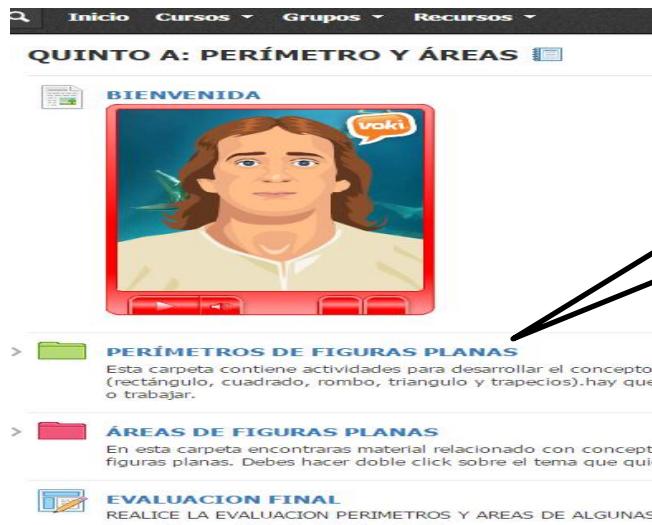 Inicio Cursos Grupos Recursos
QUINTO A: PERÍMETRO Y ÁREAS
BIENVENIDA
voki
PERÍMETROS DE FIGURAS PLANAS
Esta carpeta contiene actividades para desarrollar el concepto
(rectángulo, cuadrado, rombo, triangulo y trapecios).hay que
o trabajar.
ÁREAS DE FIGURAS PLANAS
En esta carpeta encontraras material relacionado con concept
figuras planas. Debes hacer doble click sobre el tema que qui
EVALUACION FINAL
REALICE LA EVALUACION PERIMETROS Y AREAS DE ALGUNAS